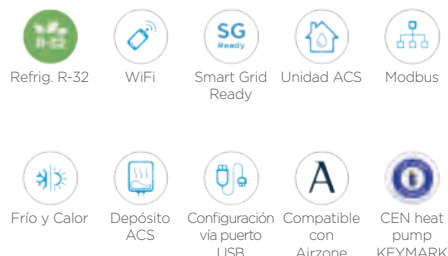 R-32
SG
Ready
Refrig. R-32
WiFi
Smart Grid
Ready
Unidad ACS
Modbus
A
Frío y Calor
Depósito
ACS
Configuración
vía puerto
USB
Compatible
con
Airzone
CEN heat
pump
KEYMARK